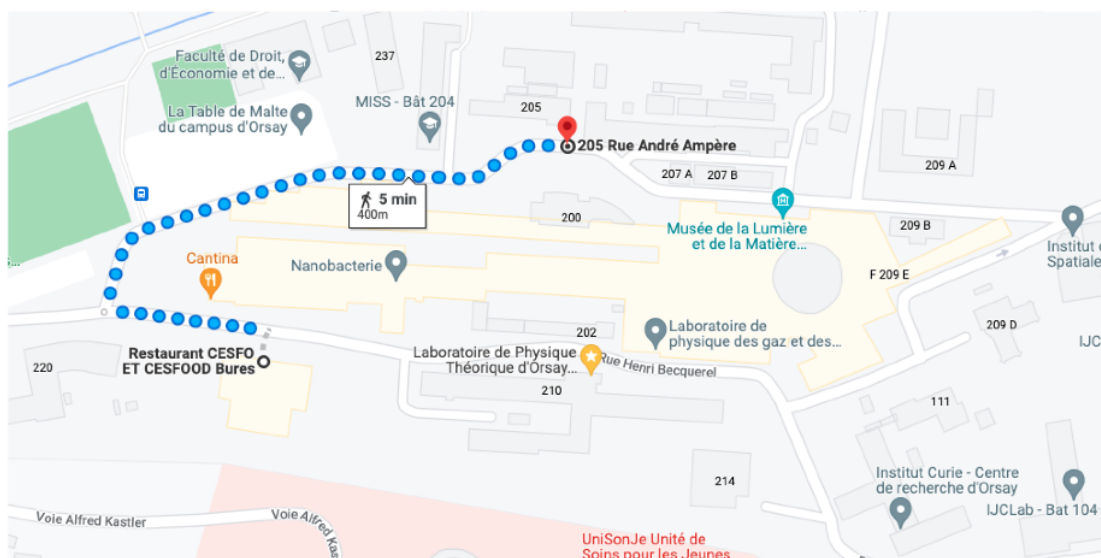 Faculté de Droit,
d'Économie et de...
237
La Table de Malte
du campus d'Orsay
MISS - Bât 204
205
205 Rue André Ampère
209 A
207 A
207 B
5 min
400m
200
Musée de la Lumière
et de la Matière...
209 B
Institut
Spatiale
Cantina
Nanobacterie
F 209 E
Restaurant CESFO
ET CESFOOD Bures
220
202
Laboratoire de
physique des gaz et des...
209 D
IJC
Laboratoire de Physique
Théorique d'Orsay...
Rue Henri Becquerel
210
111
214
Institut Curie - Centre
de recherche d'Orsay
IJCLab - Bat 104
Voie Alfred Kastler
Voie Alfred Kas
UniSonJe Unité de
Soins pour les Jeunes